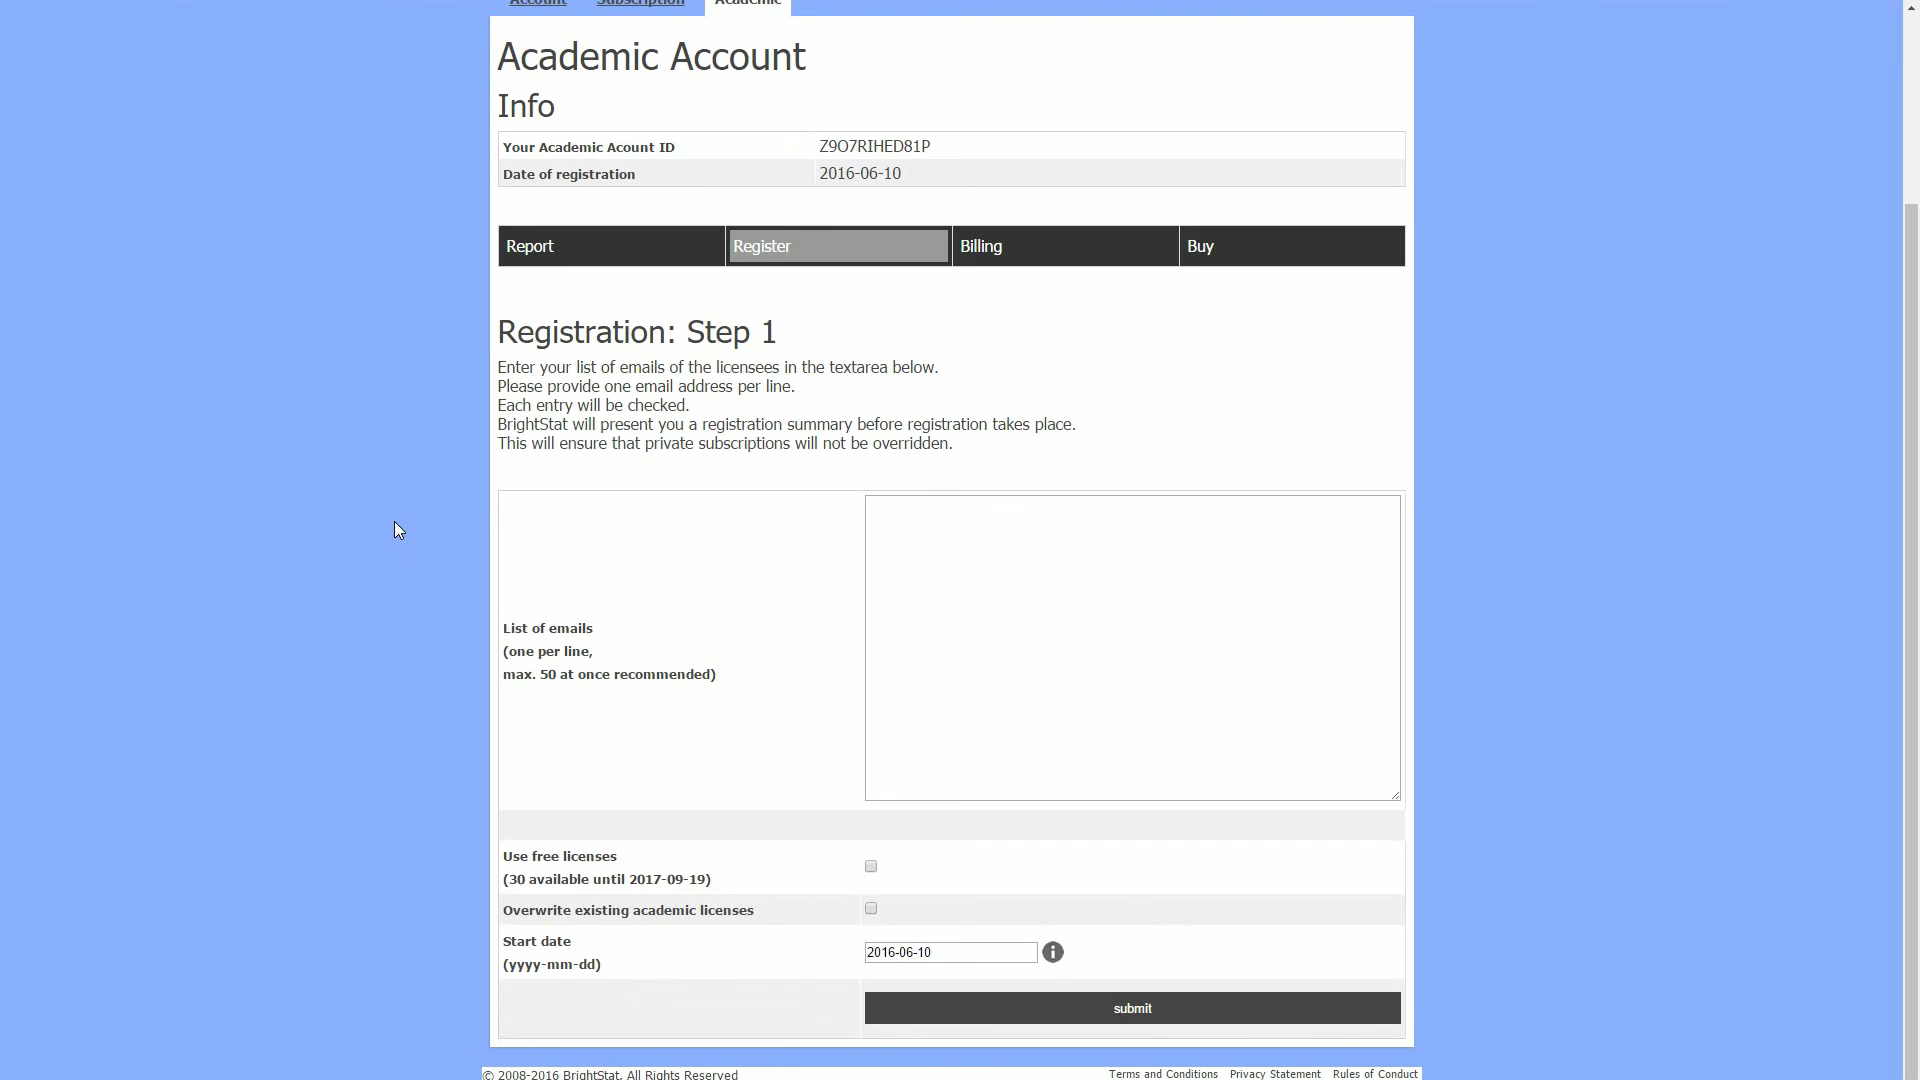 Account Subscription Academic
Academic Account
Info
Your Academic Acount ID Z9O7RIHED81P
Date of registration 2016-06-10
Report Register Billing Buy
Registration: Step 1
Enter your list of emails of the licensees in the textarea below.
Please provide one email address per line.
Each entry will be checked.
BrightStat will present you a registration summary before registration takes place.
This will ensure that private subscriptions will not be overridden.
List of emails
(one per line,
max. 50 at once recommended)
Use free licenses
(30 available until 2017-09-19)
Overwrite existing academic licenses
Start date
(yyyy-mm-dd)
2016-06-10
submit
© 2008-2016 BrightStat. All Rights Reserved Terms and Conditions Privacy Statement Rules of Conduct